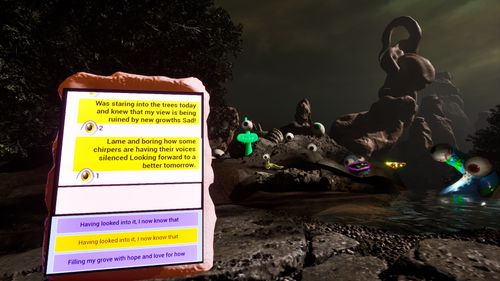 Was staring into the trees today
and knew that my view is being
ruined by new growths Sad!
2
Lame and boring how some
chirpers are having their voices
silenced Looking forward to a
better tomorrow.
1
Having looked into it, I now know that
Having looked into it, I now know that
Filling my grove with hope and love for how